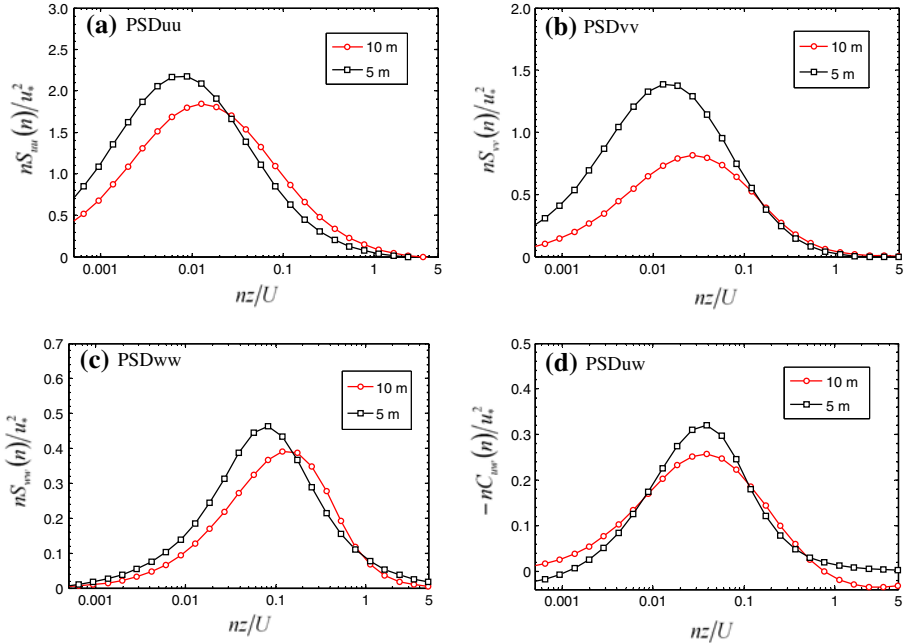 (a) PSDuu
10 m
5 m
3.0
2.5
2.0
1.5
1.0
0.5
0
nS_uu(n)/u_*^2
0.001
0.01
0.1
1
5
nz/U
(b) PSDvv
10 m
5 m
2.0
1.5
1.0
0.5
0
nS_vv(n)/u_*^2
0.001
0.01
0.1
1
5
nz/U
(c) PSDww
10 m
5 m
0.7
0.6
0.5
0.4
0.3
0.2
0.1
0
nS_ww(n)/u_*^2
0.001
0.01
0.1
1
5
nz/U
(d) PSDuw
10 m
5 m
0.5
0.4
0.3
0.2
0.1
0
−nC_uw(n)/u_*^2
0.001
0.01
0.1
1
5
nz/U